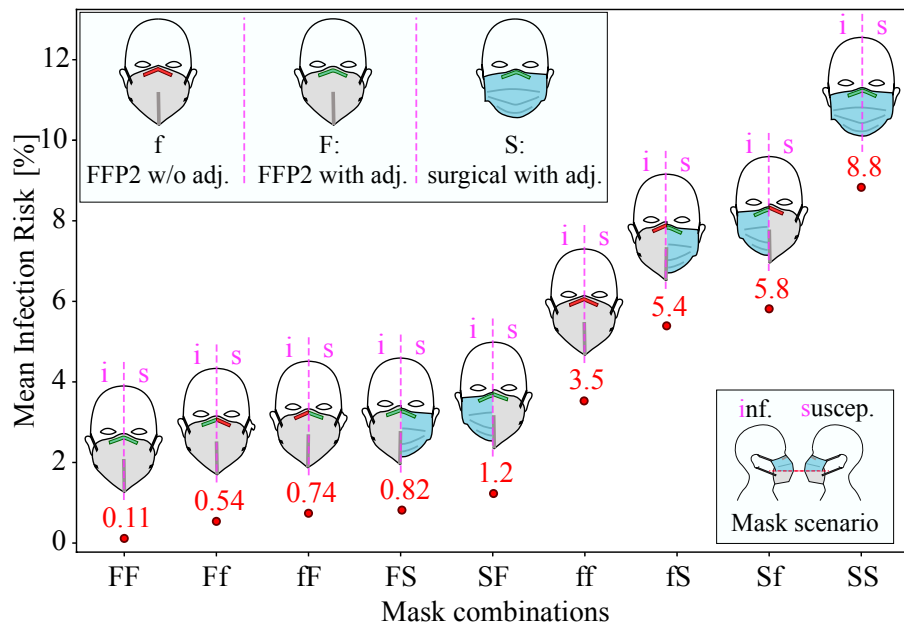 Mean Infection Risk [%]
12
10
8
6
4
2
0
f
FFP2 w/o adj.
F:
FFP2 with adj.
S:
surgical with adj.
i s
0.11
i s
0.54
i s
0.74
i s
0.82
i s
1.2
i s
3.5
i s
5.4
i s
5.8
i s
8.8
inf. suscep.
Mask scenario
FF Ff fF FS SF ff fS Sf SS
Mask combinations